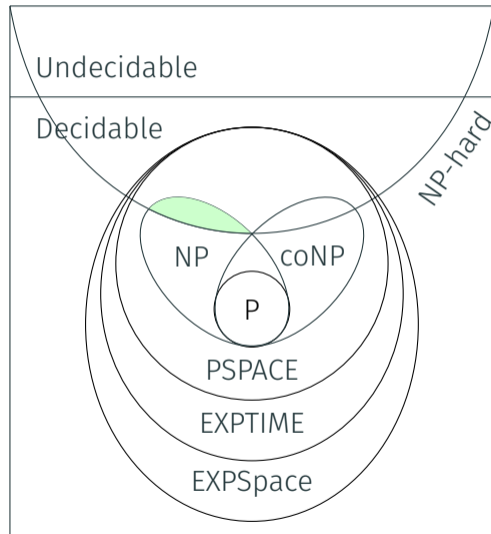 Undecidable
Decidable
NP-hard
NP
coNP
P
PSPACE
EXPTIME
EXPSpace